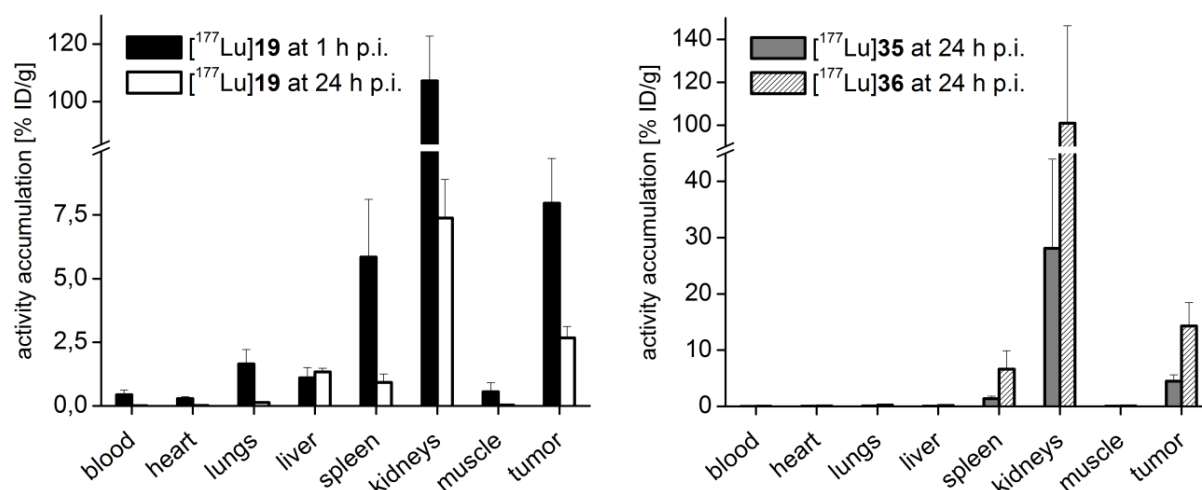 activity accumulation [% ID/g]
120
100
7,5
5,0
2,5
0,0
[¹⁷⁷Lu]19 at 1 h p.i.
[¹⁷⁷Lu]19 at 24 h p.i.
blood
heart
lungs
liver
spleen
kidneys
muscle
tumor
activity accumulation [% ID/g]
140
120
100
40
30
20
10
0
[¹⁷⁷Lu]35 at 24 h p.i.
[¹⁷⁷Lu]36 at 24 h p.i.
blood
heart
lungs
liver
spleen
kidneys
muscle
tumor